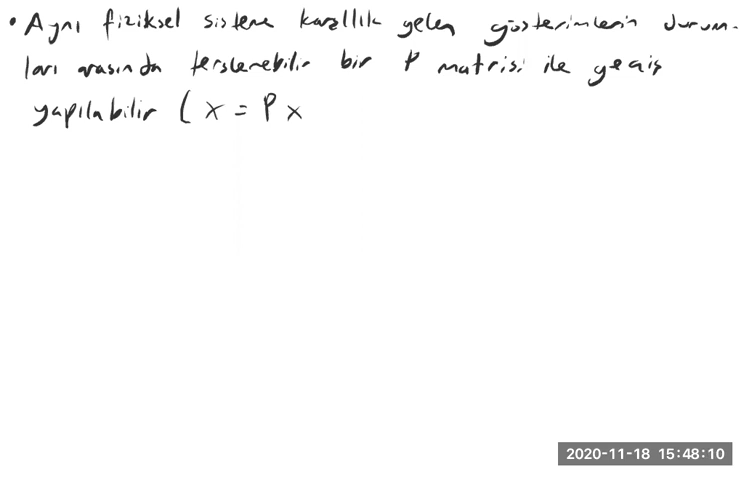 • Aynı fiziksel sisteme karşılık gelen gösterimlerin durum-
ları arasında terslenebilir bir P matrisi ile geçiş
yapılabilir ( x = P x
2020-11-18 15:48:10